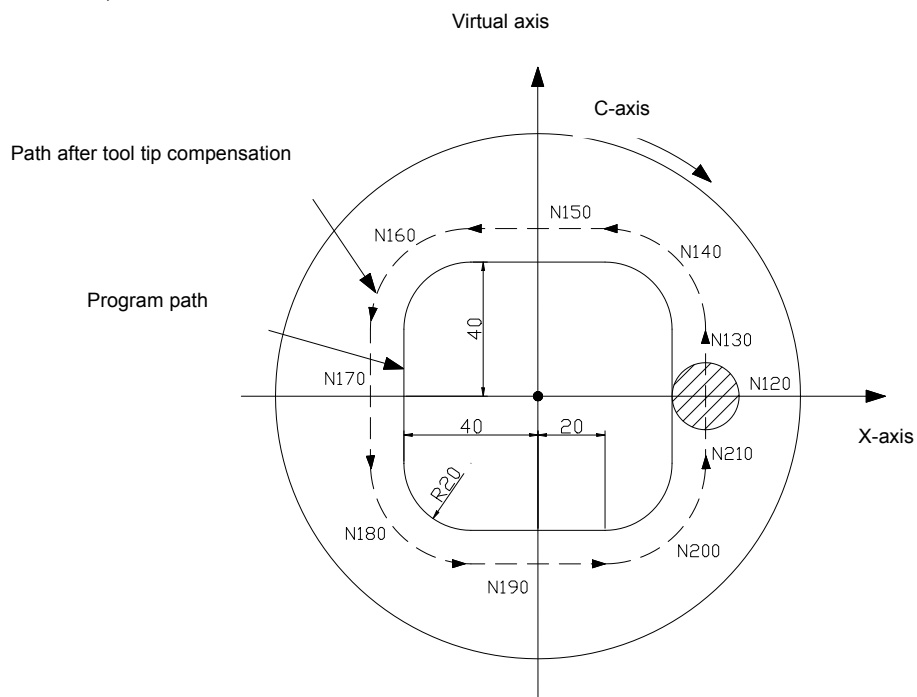 Virtual axis
C-axis
Path after tool tip compensation
N150
N160
N140
Program path
40
N130
N170
N120
40
20
X-axis
N210
R20
N180
N200
N190